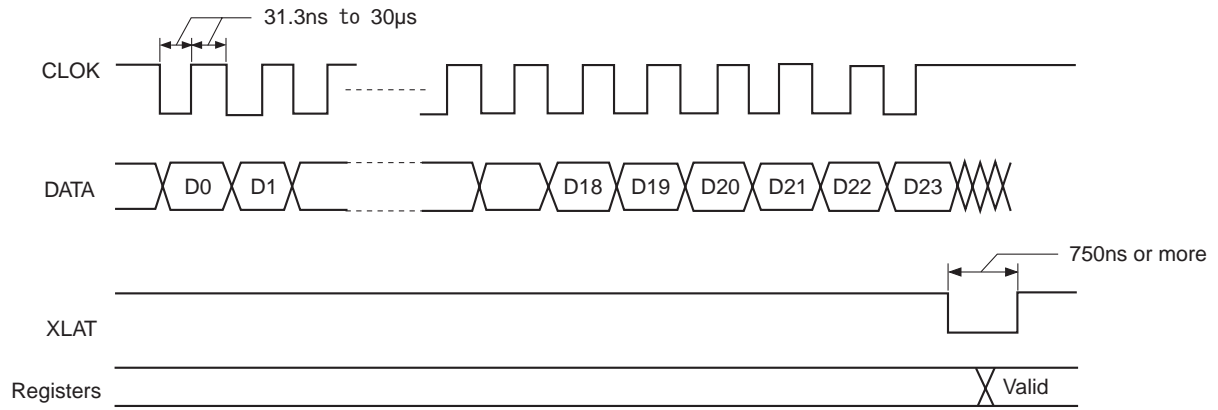 31.3ns to 30μs
CLOK
DATA
D0
D1
D18
D19
D20
D21
D22
D23
750ns or more
XLAT
Registers
Valid